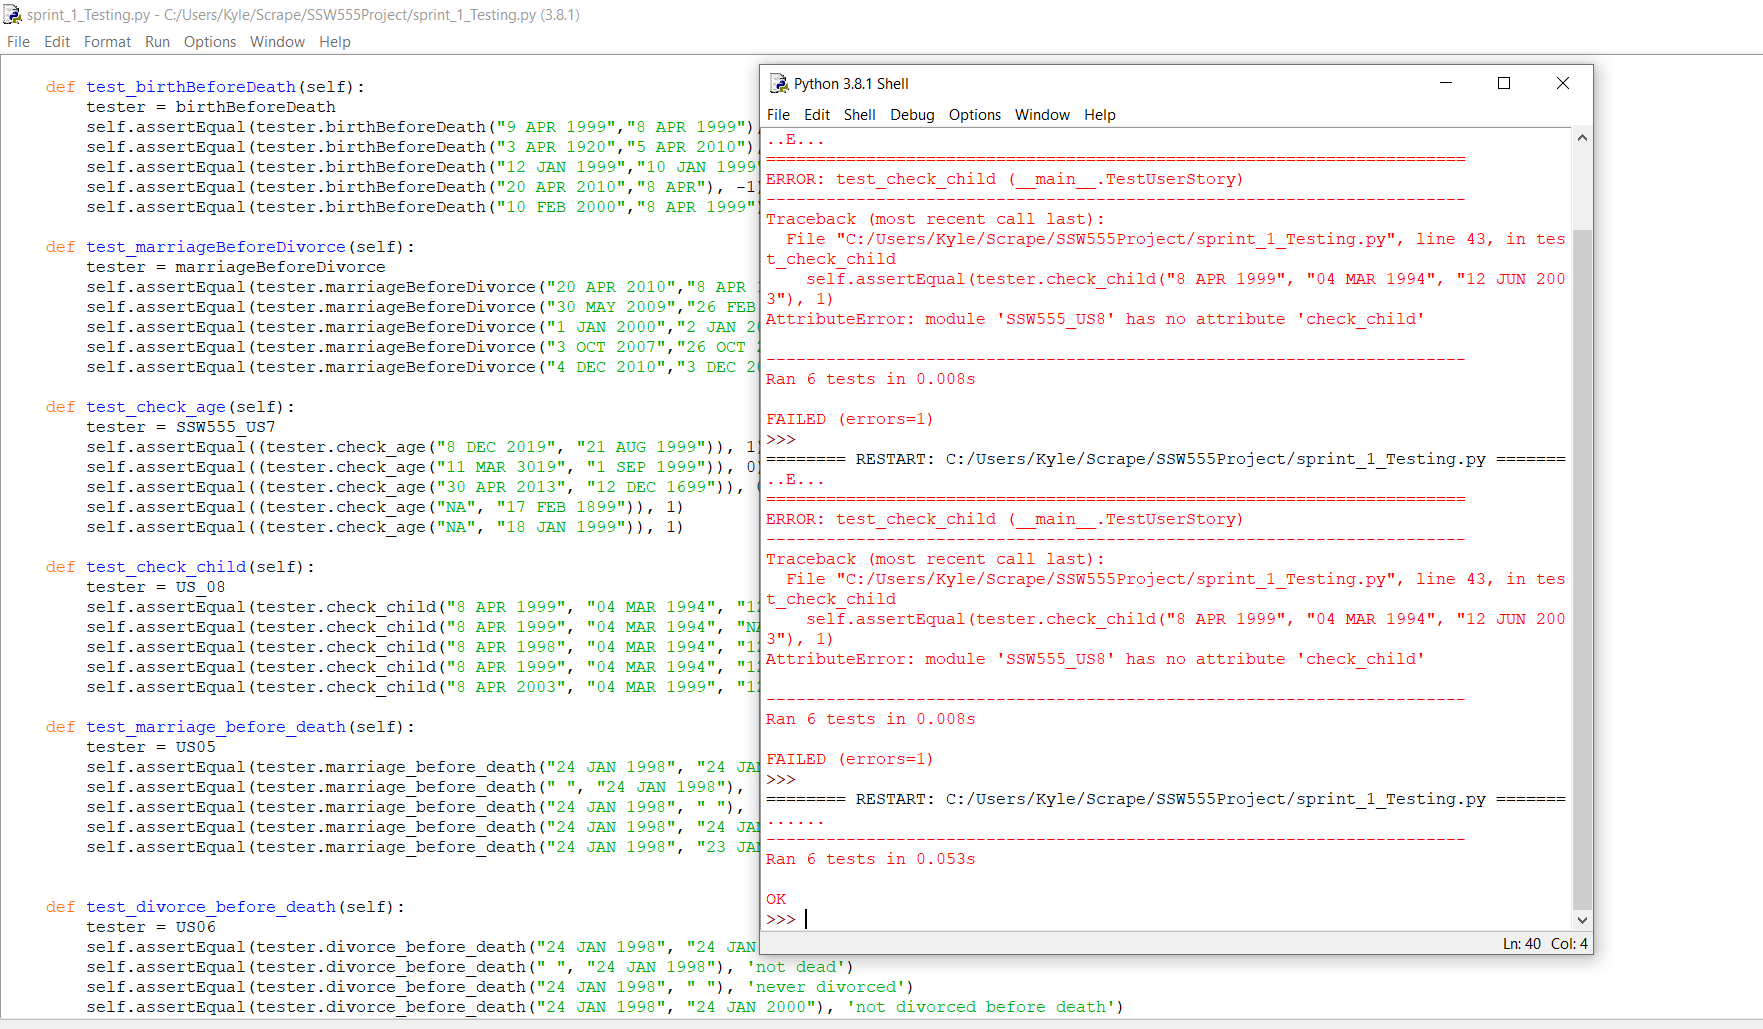 sprint_1_Testing.py - C:/Users/Kyle/Scrape/SSW555Project/sprint_1_Testing.py (3.8.1)
File Edit Format Run Options Window Help
def test_birthBeforeDeath(self):
tester = birthBeforeDeath
self.assertEqual(tester.birthBeforeDeath("9 APR 1999","8 APR 1999")
self.assertEqual(tester.birthBeforeDeath("3 APR 1920","5 APR 2010")
self.assertEqual(tester.birthBeforeDeath("12 JAN 1999","10 JAN 1999"
self.assertEqual(tester.birthBeforeDeath("20 APR 2010","8 APR"), -1
self.assertEqual(tester.birthBeforeDeath("10 FEB 2000","8 APR 1999"
def test_marriageBeforeDivorce(self):
tester = marriageBeforeDivorce
self.assertEqual(tester.marriageBeforeDivorce("20 APR 2010","8 APR
self.assertEqual(tester.marriageBeforeDivorce("30 MAY 2009","26 FEB
self.assertEqual(tester.marriageBeforeDivorce("1 JAN 2000","2 JAN 20
self.assertEqual(tester.marriageBeforeDivorce("3 OCT 2007","26 OCT
self.assertEqual(tester.marriageBeforeDivorce("4 DEC 2010","3 DEC 20
def test_check_age(self):
tester = SSW555_US7
self.assertEqual((tester.check_age("8 DEC 2019", "21 AUG 1999")), 1
self.assertEqual((tester.check_age("11 MAR 3019", "1 SEP 1999")), 0
self.assertEqual((tester.check_age("30 APR 2013", "12 DEC 1699")),
self.assertEqual((tester.check_age("NA", "17 FEB 1899")), 1)
self.assertEqual((tester.check_age("NA", "18 JAN 1999")), 1)
def test_check_child(self):
tester = US_08
self.assertEqual(tester.check_child("8 APR 1999", "04 MAR 1994", "12
self.assertEqual(tester.check_child("8 APR 1999", "04 MAR 1994", "NA
self.assertEqual(tester.check_child("8 APR 1998", "04 MAR 1994", "12
self.assertEqual(tester.check_child("8 APR 1999", "04 MAR 1994", "12
self.assertEqual(tester.check_child("8 APR 2003", "04 MAR 1999", "12
def test_marriage_before_death(self):
tester = US05
self.assertEqual(tester.marriage_before_death("24 JAN 1998", "24 JAN
self.assertEqual(tester.marriage_before_death(" ", "24 JAN 1998"),
self.assertEqual(tester.marriage_before_death("24 JAN 1998", " "),
self.assertEqual(tester.marriage_before_death("24 JAN 1998", "24 JAN
self.assertEqual(tester.marriage_before_death("24 JAN 1998", "23 JAN
def test_divorce_before_death(self):
tester = US06
self.assertEqual(tester.divorce_before_death("24 JAN 1998", "24 JAN
self.assertEqual(tester.divorce_before_death(" ", "24 JAN 1998"), 'not dead')
self.assertEqual(tester.divorce_before_death("24 JAN 1998", " "), 'never divorced')
self.assertEqual(tester.divorce_before_death("24 JAN 1998", "24 JAN 2000"), 'not divorced before death')
Python 3.8.1 Shell
File Edit Shell Debug Options Window Help
..E...
======================================================================
ERROR: test_check_child (__main__.TestUserStory)
----------------------------------------------------------------------
Traceback (most recent call last):
File "C:/Users/Kyle/Scrape/SSW555Project/sprint_1_Testing.py", line 43, in tes
t_check_child
self.assertEqual(tester.check_child("8 APR 1999", "04 MAR 1994", "12 JUN 200
3"), 1)
AttributeError: module 'SSW555_US8' has no attribute 'check_child'
----------------------------------------------------------------------
Ran 6 tests in 0.008s
FAILED (errors=1)
>>>
======== RESTART: C:/Users/Kyle/Scrape/SSW555Project/sprint_1_Testing.py =======
..E...
======================================================================
ERROR: test_check_child (__main__.TestUserStory)
----------------------------------------------------------------------
Traceback (most recent call last):
File "C:/Users/Kyle/Scrape/SSW555Project/sprint_1_Testing.py", line 43, in tes
t_check_child
self.assertEqual(tester.check_child("8 APR 1999", "04 MAR 1994", "12 JUN 200
3"), 1)
AttributeError: module 'SSW555_US8' has no attribute 'check_child'
----------------------------------------------------------------------
Ran 6 tests in 0.008s
FAILED (errors=1)
>>>
======== RESTART: C:/Users/Kyle/Scrape/SSW555Project/sprint_1_Testing.py =======
......
----------------------------------------------------------------------
Ran 6 tests in 0.053s
OK
>>>
Ln: 40 Col: 4